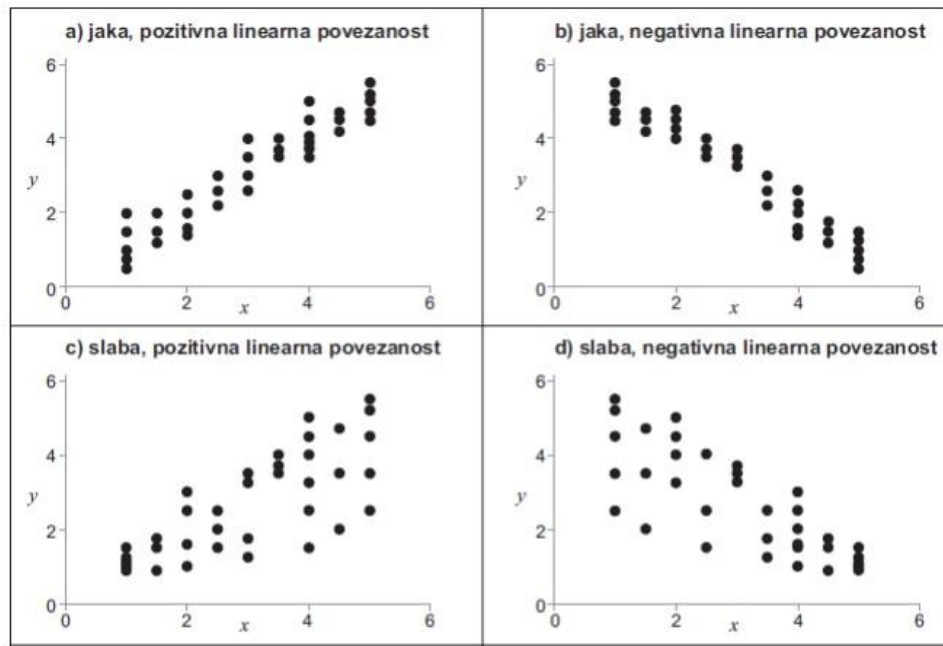 a) jaka, pozitivna linearna povezanost
6
4
y
2
0
0 2 4 6
x
b) jaka, negativna linearna povezanost
6
4
y
2
0
0 2 4 6
x
c) slaba, pozitivna linearna povezanost
6
4
y
2
0
0 2 4 6
x
d) slaba, negativna linearna povezanost
6
4
y
2
0
0 2 4 6
x